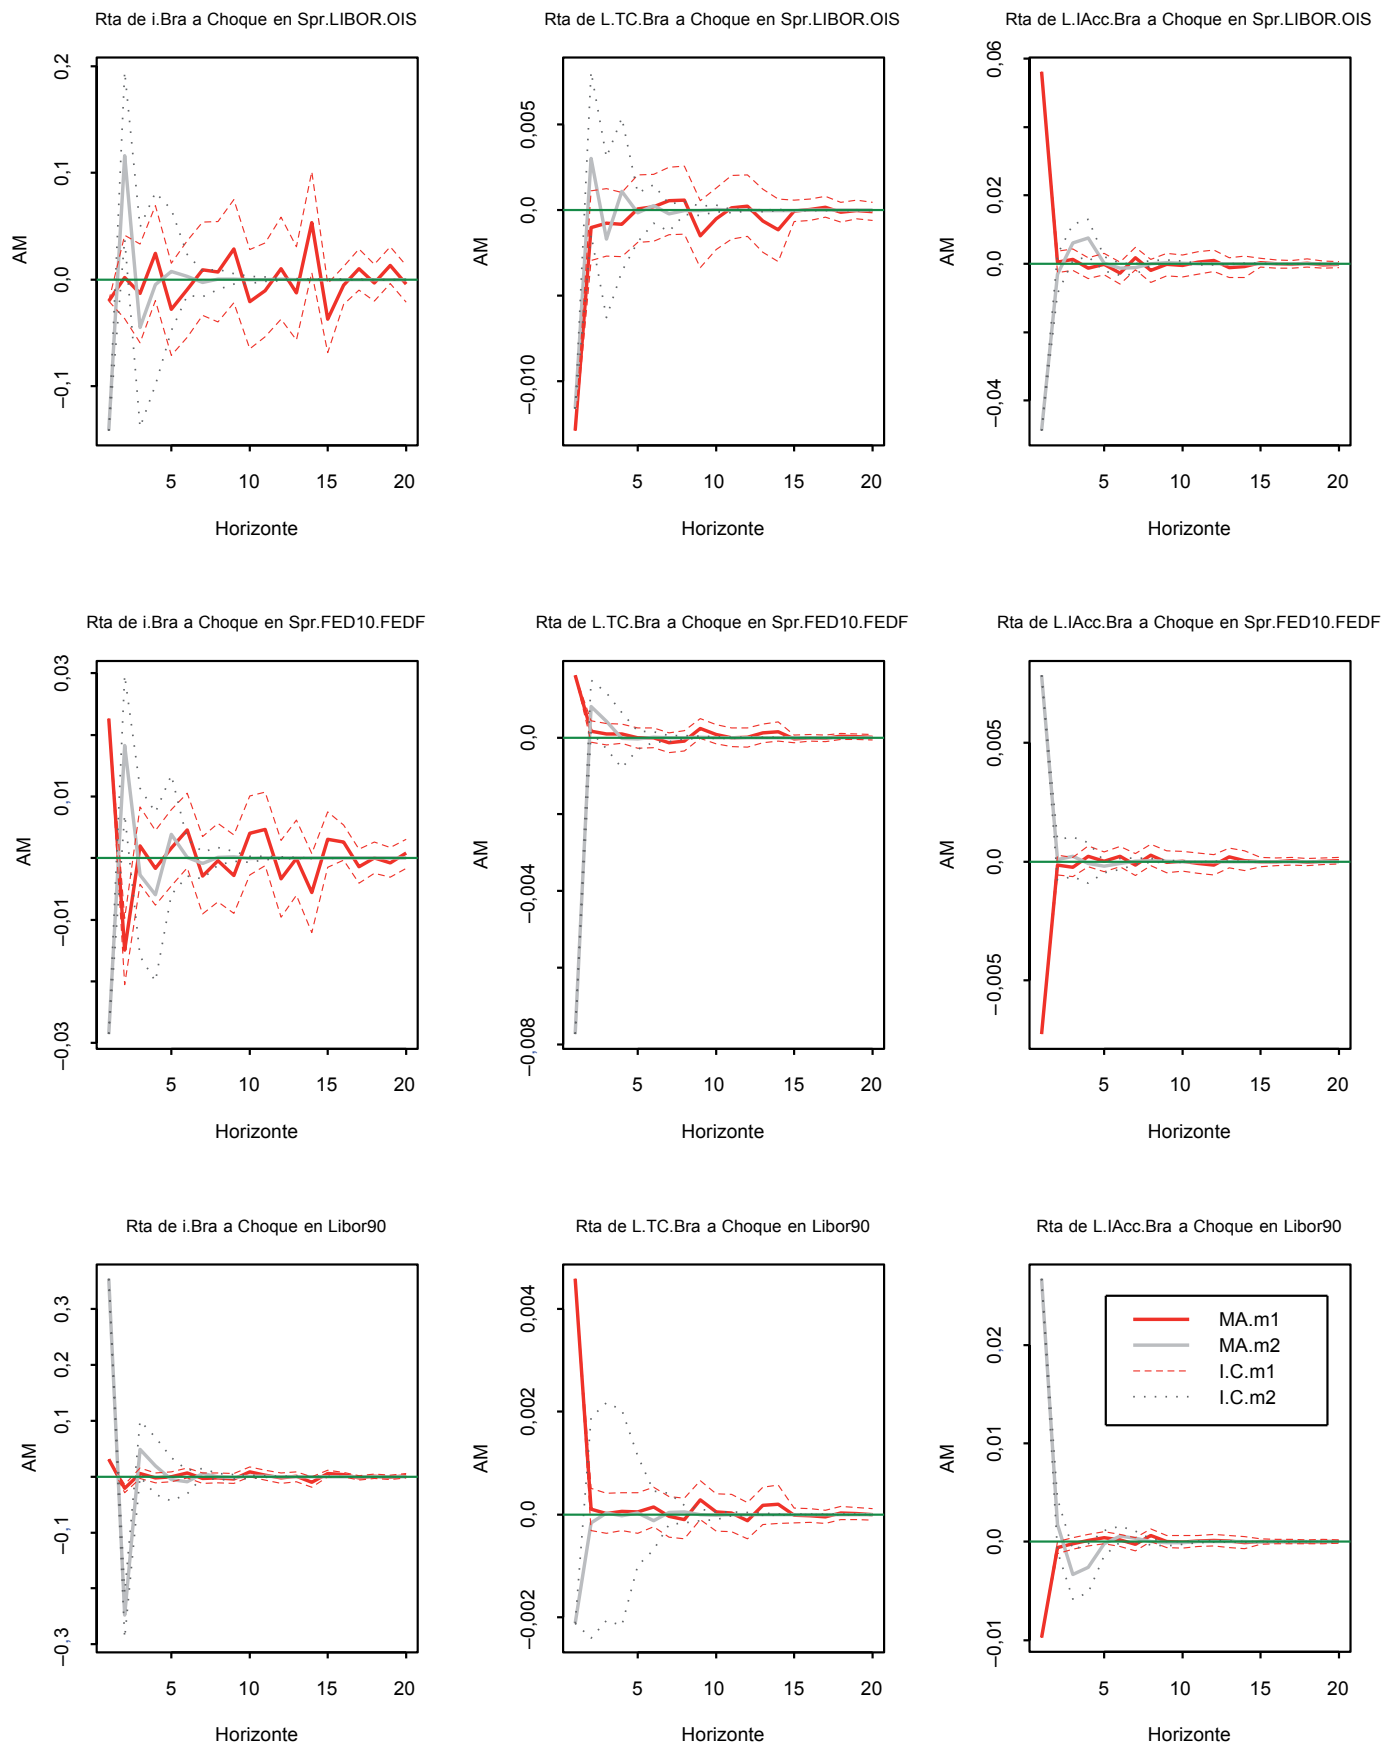 Rta de i.Bra a Choque en Spr.LIBOR.OIS
AM
0,2
0,1
0,0
−0,1
5
10
15
20
Horizonte
Rta de L.TC.Bra a Choque en Spr.LIBOR.OIS
AM
0,005
0,0
−0,010
5
10
15
20
Horizonte
Rta de L.IAcc.Bra a Choque en Spr.LIBOR.OIS
AM
0,06
0,02
0,0
−0,04
5
10
15
20
Horizonte
Rta de i.Bra a Choque en Spr.FED10.FEDF
AM
0,03
0,01
−0,01
−0,03
5
10
15
20
Horizonte
Rta de L.TC.Bra a Choque en Spr.FED10.FEDF
AM
0,0
−0,004
−0,008
5
10
15
20
Horizonte
Rta de L.IAcc.Bra a Choque en Spr.FED10.FEDF
AM
0,005
0,0
−0,005
5
10
15
20
Horizonte
Rta de i.Bra a Choque en Libor90
AM
0,3
0,2
0,1
−0,1
−0,3
5
10
15
20
Horizonte
Rta de L.TC.Bra a Choque en Libor90
AM
0,004
0,002
0,0
−0,002
5
10
15
20
Horizonte
Rta de L.IAcc.Bra a Choque en Libor90
AM
0,02
0,01
0,0
−0,01
5
10
15
20
Horizonte
MA.m1
MA.m2
I.C.m1
I.C.m2